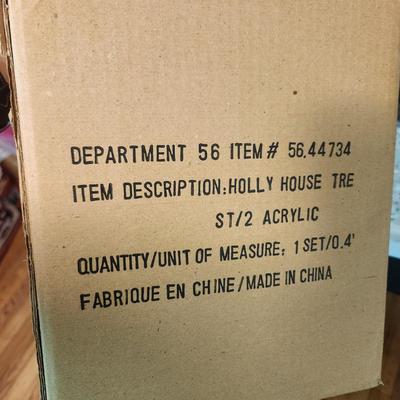 DEPARTMENT 56 ITEM# 56.44734
ITEM DESCRIPTION:HOLLY HOUSE TRE
ST/2 ACRYLIC
QUANTITY/UNIT OF MEASURE: 1 SET/0.4'
FABRIQUE EN CHINE/MADE IN CHINA